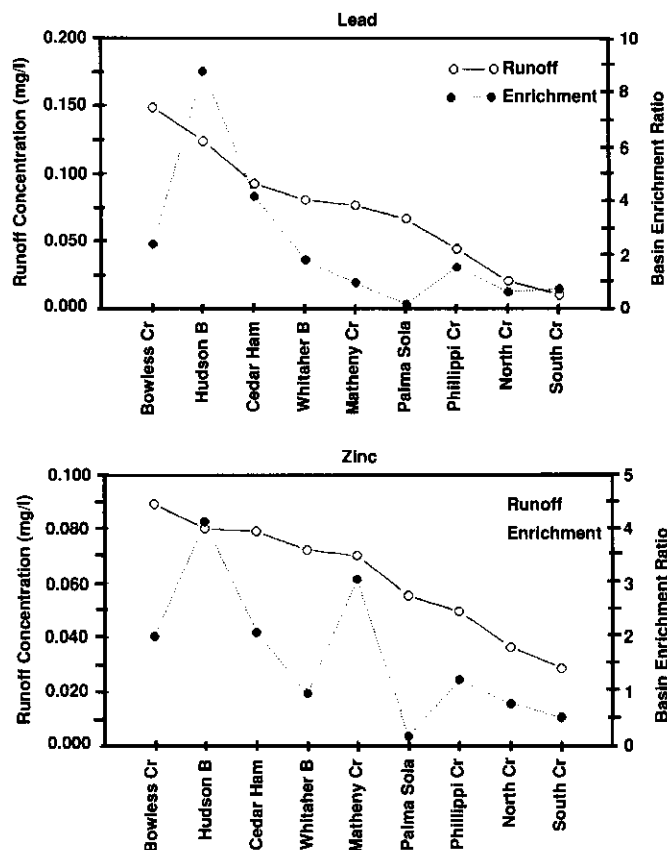 Lead
Runoff Concentration (mg/l)
0.200
0.150
0.100
0.050
0.000
Runoff
Enrichment
10
8
6
4
2
0
Basin Enrichment Ratio
Bowless Cr
Hudson B
Cedar Ham
Whitaher B
Matheny Cr
Palma Sola
Phillippi Cr
North Cr
South Cr
Zinc
Runoff Concentration (mg/l)
0.100
0.080
0.060
0.040
0.020
0.000
Runoff
Enrichment
5
4
3
2
1
0
Basin Enrichment Ratio
Bowless Cr
Hudson B
Cedar Ham
Whitaher B
Matheny Cr
Palma Sola
Phillippi Cr
North Cr
South Cr